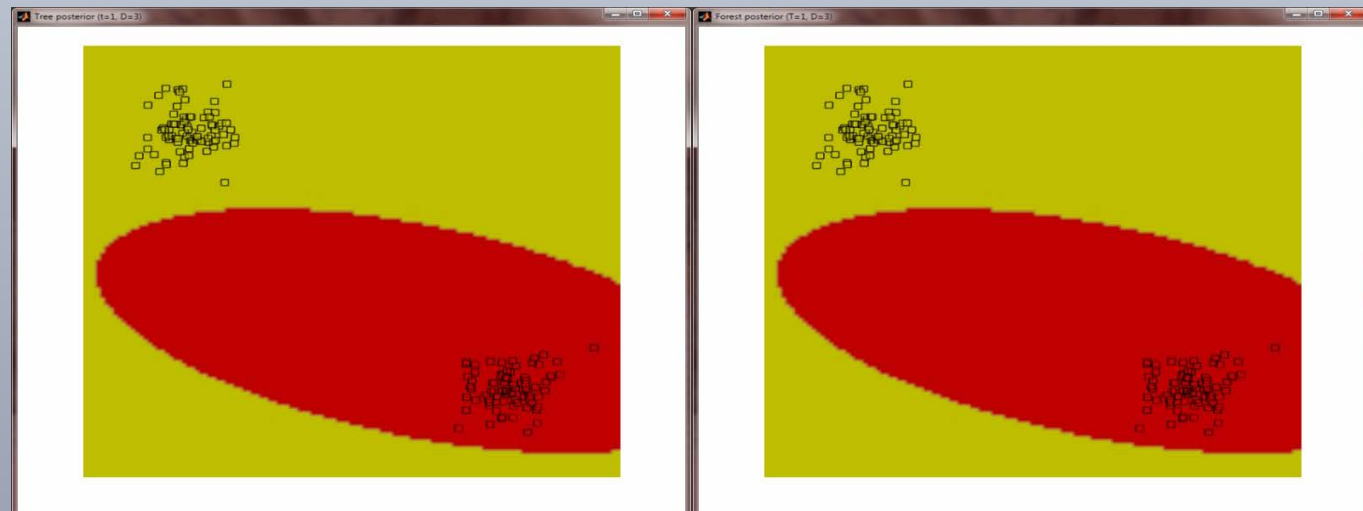 Tree posterior (t=1, D=3)
Forest posterior (T=1, D=3)